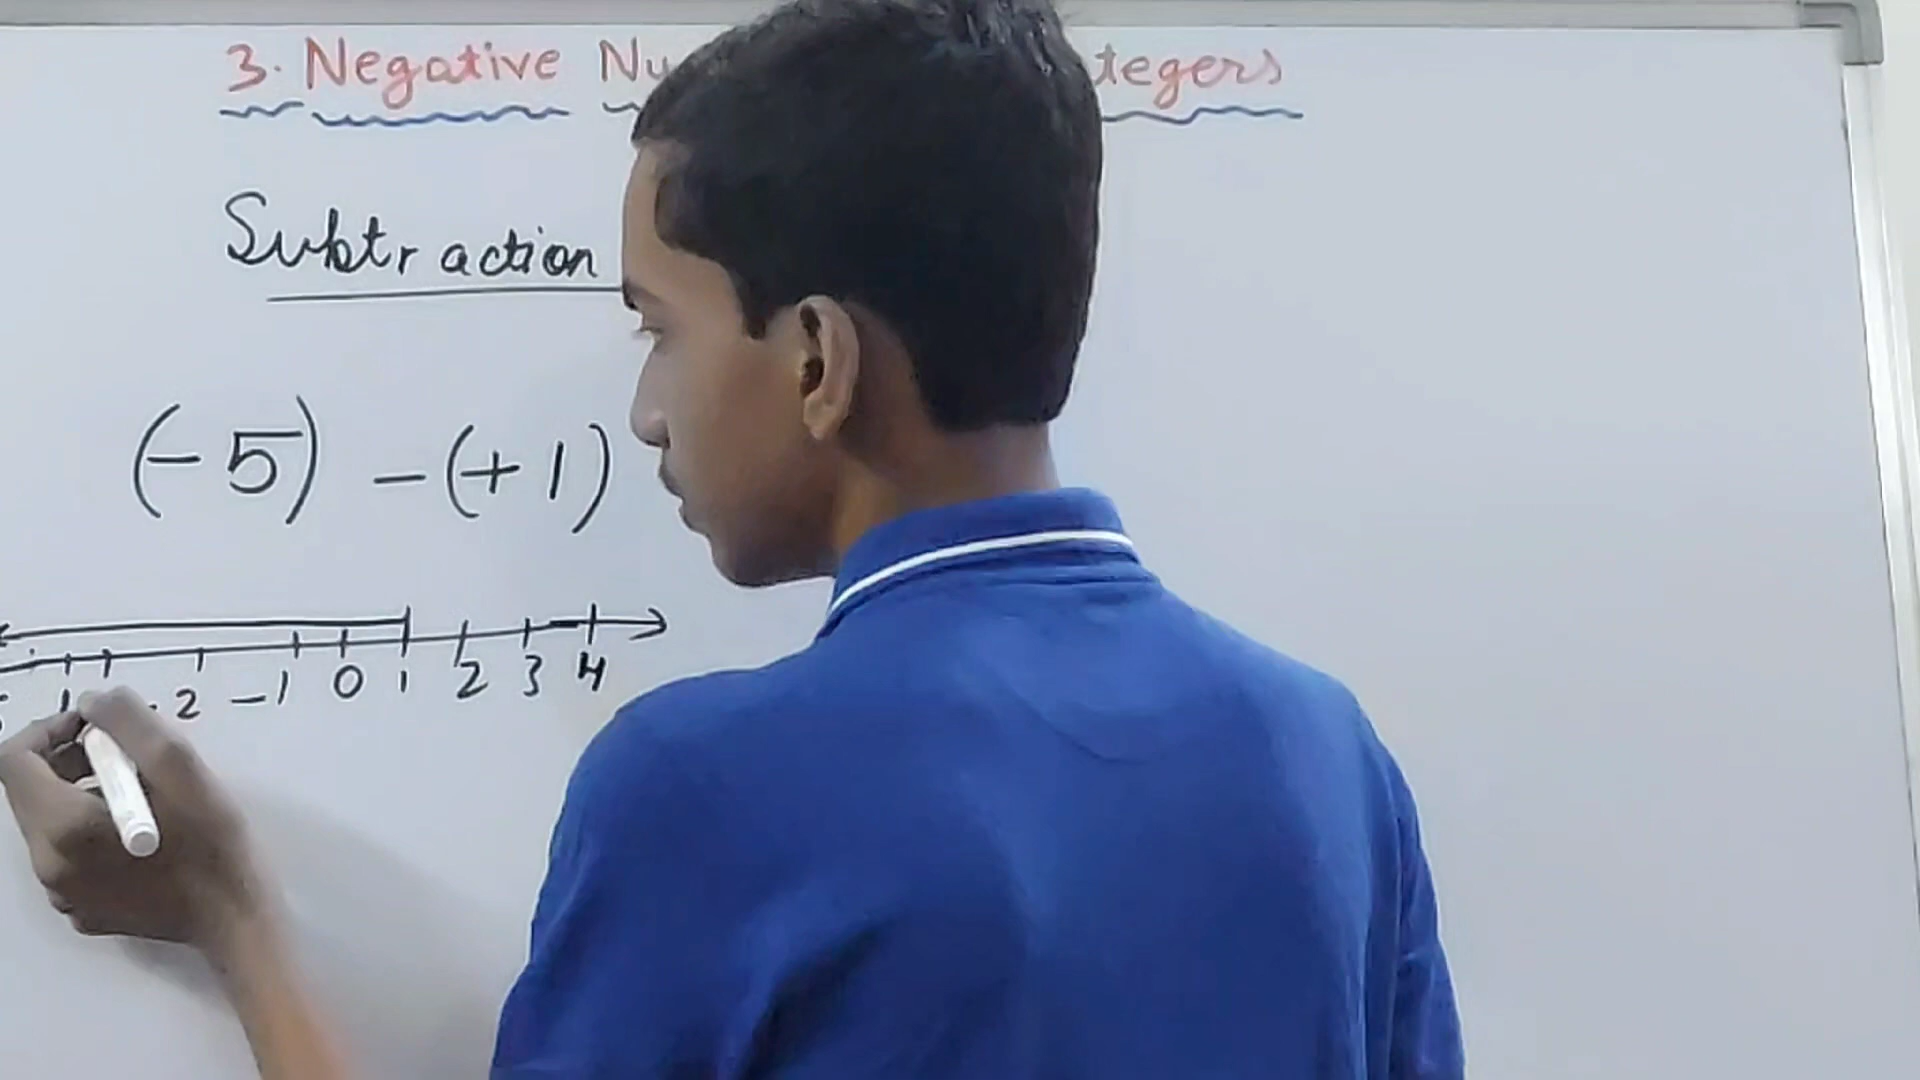 3. Negative tegers
Subtraction
(-5) -(+1)
2 -1 0 1 2 3 4